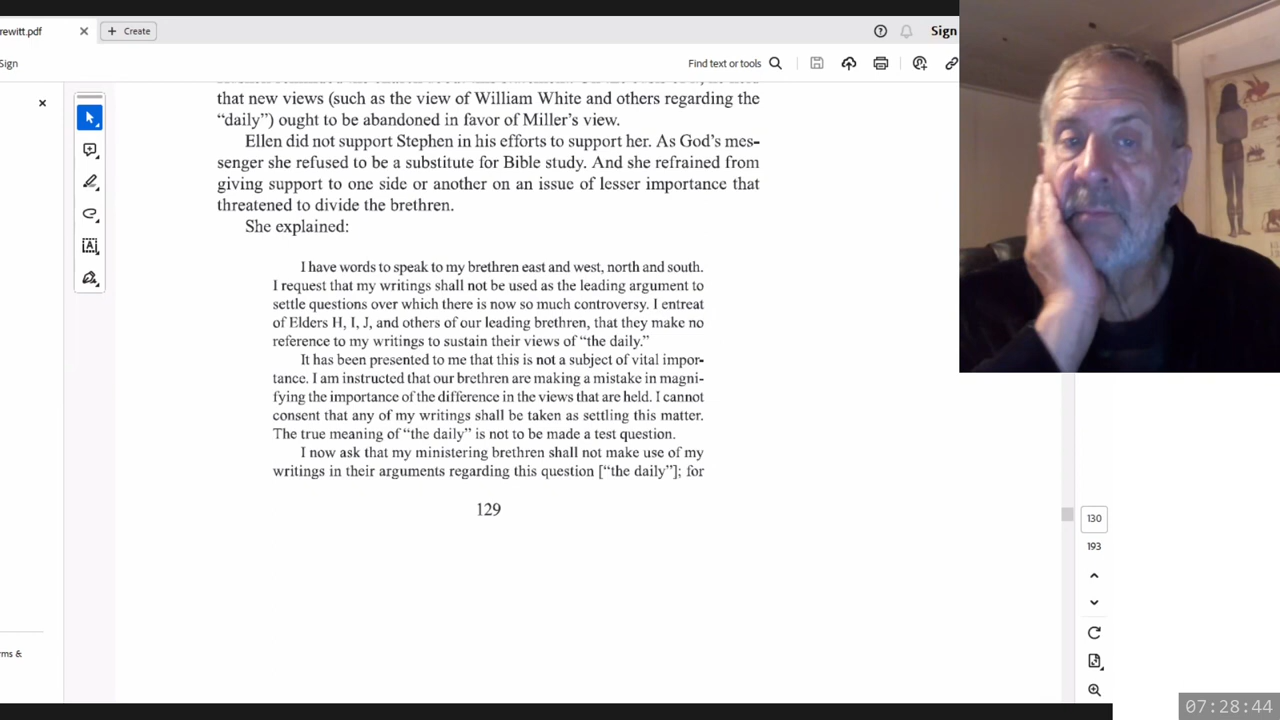 rewitt.pdf
Create
Sign
Sign
Find text or tools
that new views (such as the view of William White and others regarding the
“daily”) ought to be abandoned in favor of Miller’s view.
Ellen did not support Stephen in his efforts to support her. As God’s mes-
senger she refused to be a substitute for Bible study. And she refrained from
giving support to one side or another on an issue of lesser importance that
threatened to divide the brethren.
She explained:
I have words to speak to my brethren east and west, north and south.
I request that my writings shall not be used as the leading argument to
settle questions over which there is now so much controversy. I entreat
of Elders H, I, J, and others of our leading brethren, that they make no
reference to my writings to sustain their views of “the daily.”
It has been presented to me that this is not a subject of vital impor-
tance. I am instructed that our brethren are making a mistake in magni-
fying the importance of the difference in the views that are held. I cannot
consent that any of my writings shall be taken as settling this matter.
The true meaning of “the daily” is not to be made a test question.
I now ask that my ministering brethren shall not make use of my
writings in their arguments regarding this question [“the daily”]; for
129
130
193
rms &
07:28:44